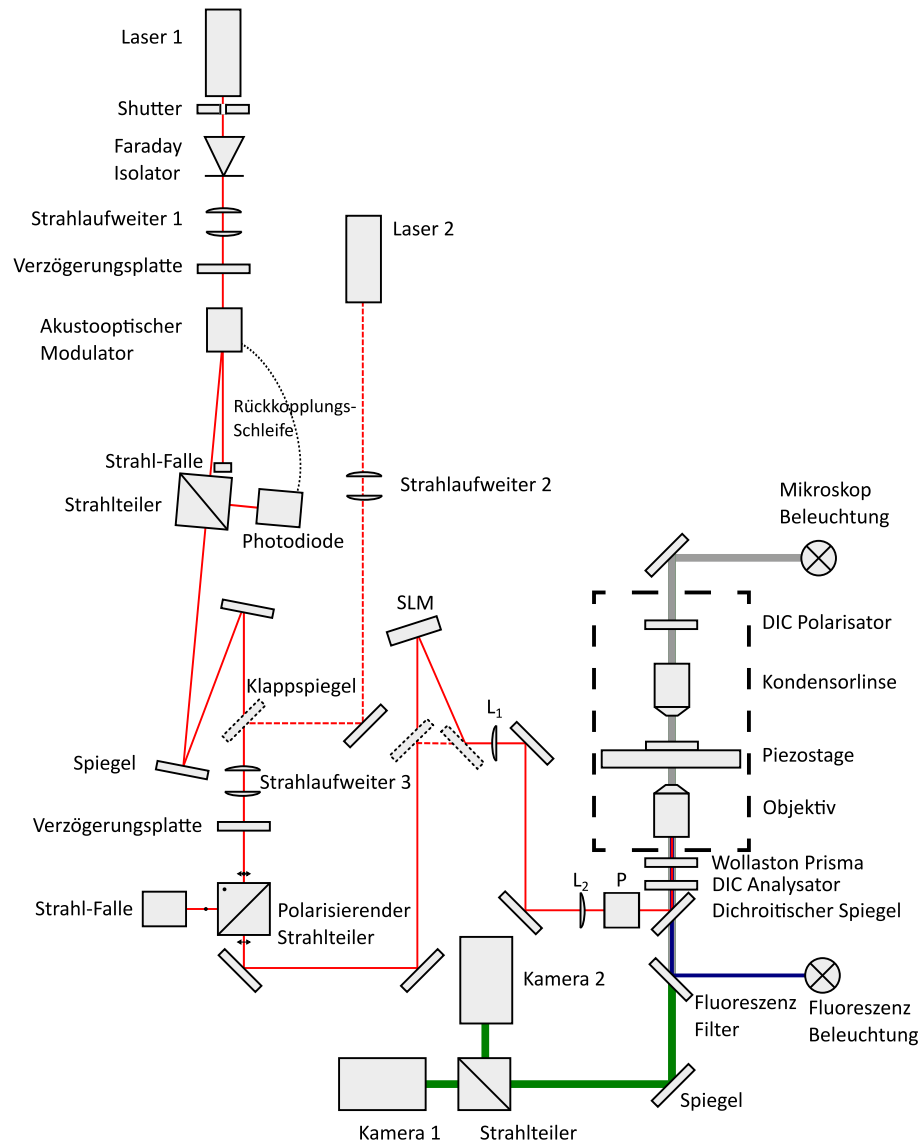 Laser 1
Shutter
Faraday
Isolator
Strahlaufweiter 1
Laser 2
Verzögerungsplatte
Akustooptischer
Modulator
Rückkopplungs-
Schleife
Strahl-Falle
Strahlteiler
Strahlaufweiter 2
Photodiode
Mikroskop
Beleuchtung
SLM
DIC Polarisator
Klappspiegel
Kondensorlinse
L1
Spiegel
Strahlaufweiter 3
Piezostage
Objektiv
Verzögerungsplatte
Wollaston Prisma
L2
P
DIC Analysator
Dichroitischer Spiegel
Strahl-Falle
Polarisierender
Strahlteiler
Kamera 2
Fluoreszenz
Filter
Fluoreszenz
Beleuchtung
Spiegel
Kamera 1
Strahlteiler